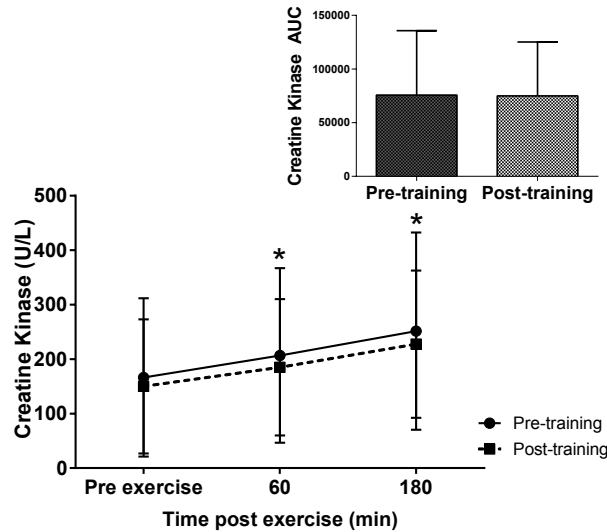 Creatine Kinase AUC
150000
100000
50000
0
Pre-training Post-training
Creatine Kinase (U/L)
500
400
300
200
100
0
*
*
Pre exercise 60 180
Time post exercise (min)
Pre-training
Post-training